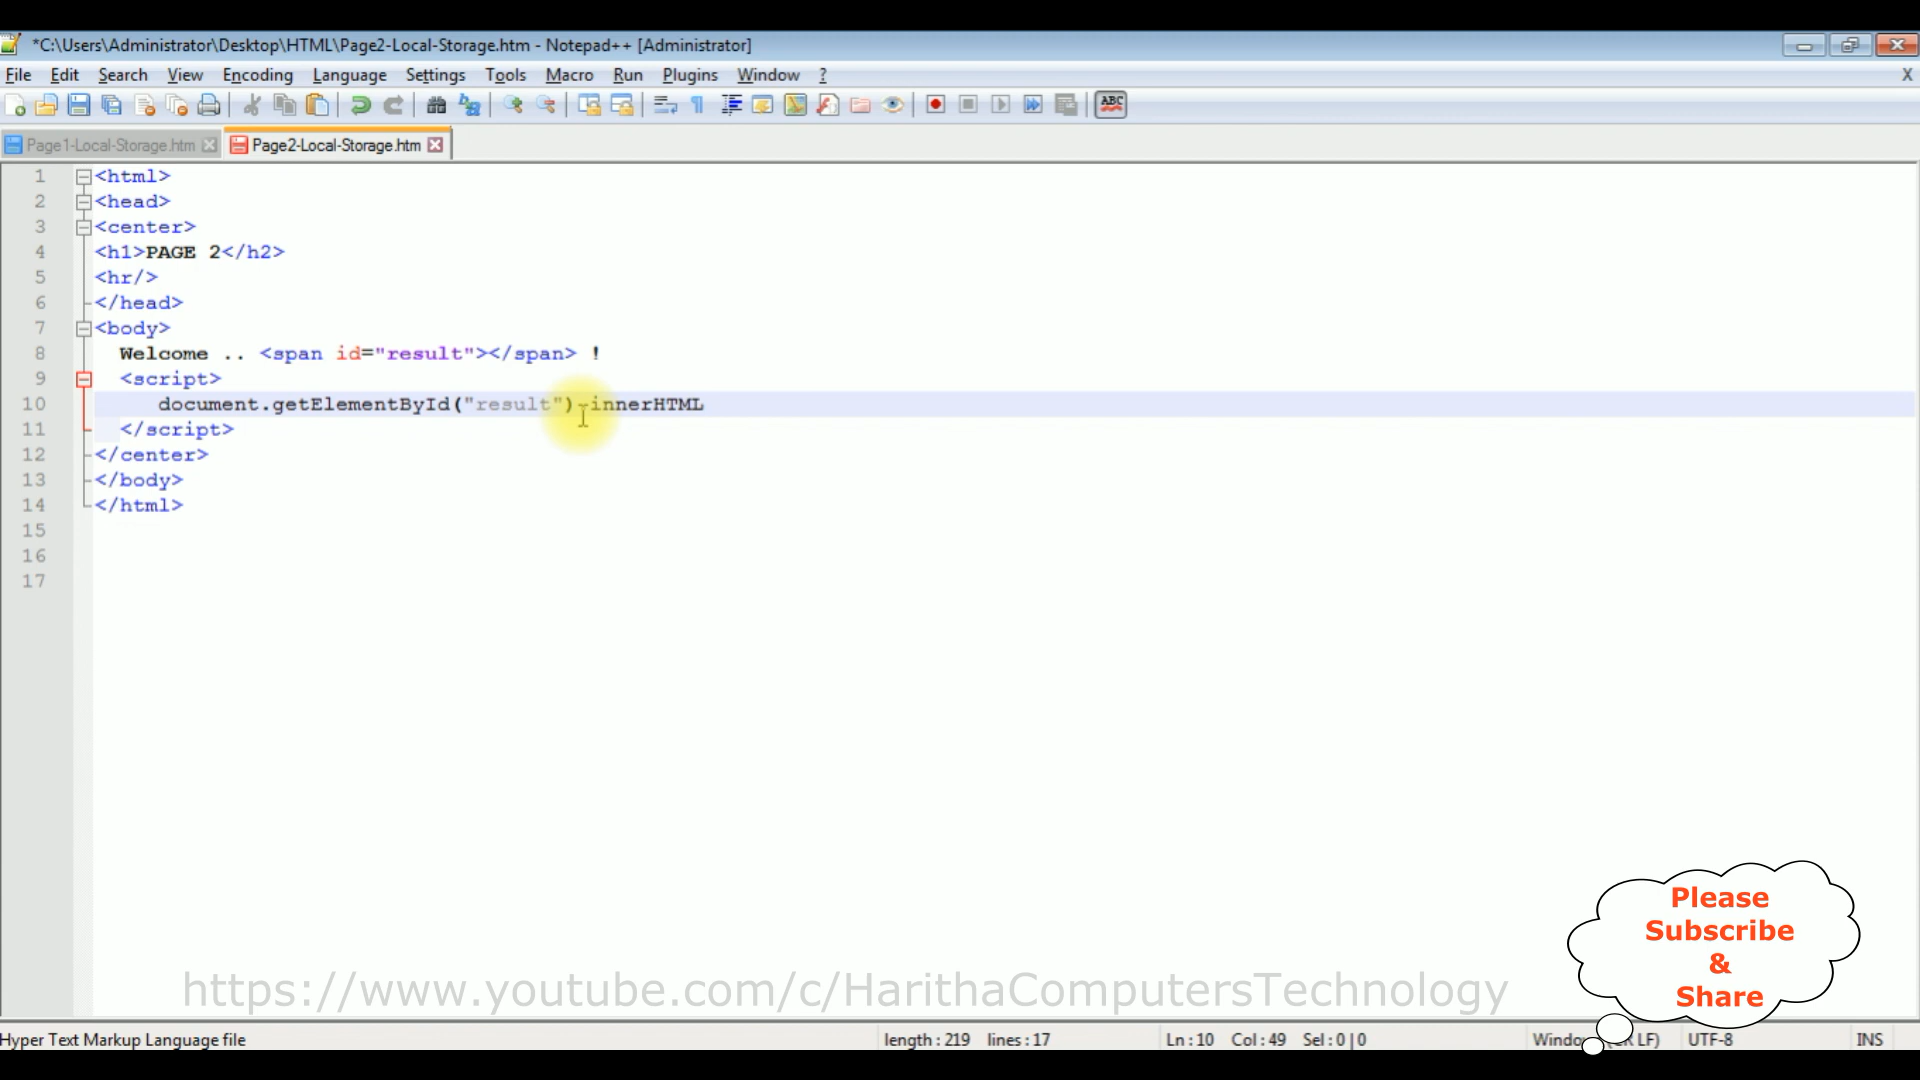 *C:\Users\Administrator\Desktop\HTML\Page2-Local-Storage.htm - Notepad++ [Administrator]
File Edit Search View Encoding Language Settings Tools Macro Run Plugins Window ? X
ABC
Page1-Local-Storage.htm Page2-Local-Storage.htm
1 <html>
2 <head>
3 <center>
4 <h1>PAGE 2</h2>
5 <hr/>
6 </head>
7 <body>
8 Welcome .. <span id="result"></span> !
9 <script>
10 document.getElementById("result").innerHTML
11 </script>
12 </center>
13 </body>
14 </html>
15
16
17
Please
Subscribe
&
Share
https://www.youtube.com/c/HarithaComputersTechnology
Hyper Text Markup Language file length : 219 lines : 17 Ln : 10 Col : 49 Sel : 0 | 0 LF) UTF-8 INS